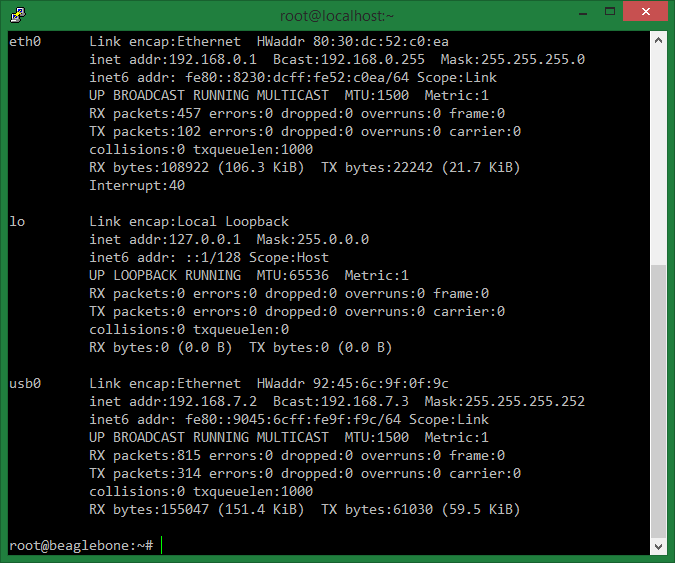 root@localhost:~
eth0      Link encap:Ethernet  HWaddr 80:30:dc:52:c0:ea
          inet addr:192.168.0.1  Bcast:192.168.0.255  Mask:255.255.255.0
          inet6 addr: fe80::8230:dcff:fe52:c0ea/64 Scope:Link
          UP BROADCAST RUNNING MULTICAST  MTU:1500  Metric:1
          RX packets:457 errors:0 dropped:0 overruns:0 frame:0
          TX packets:102 errors:0 dropped:0 overruns:0 carrier:0
          collisions:0 txqueuelen:1000
          RX bytes:108922 (106.3 KiB)  TX bytes:22242 (21.7 KiB)
          Interrupt:40
lo        Link encap:Local Loopback
          inet addr:127.0.0.1  Mask:255.0.0.0
          inet6 addr: ::1/128 Scope:Host
          UP LOOPBACK RUNNING  MTU:65536  Metric:1
          RX packets:0 errors:0 dropped:0 overruns:0 frame:0
          TX packets:0 errors:0 dropped:0 overruns:0 carrier:0
          collisions:0 txqueuelen:0
          RX bytes:0 (0.0 B)  TX bytes:0 (0.0 B)
usb0      Link encap:Ethernet  HWaddr 92:45:6c:9f:0f:9c
          inet addr:192.168.7.2  Bcast:192.168.7.3  Mask:255.255.255.252
          inet6 addr: fe80::9045:6cff:fe9f:f9c/64 Scope:Link
          UP BROADCAST RUNNING MULTICAST  MTU:1500  Metric:1
          RX packets:815 errors:0 dropped:0 overruns:0 frame:0
          TX packets:314 errors:0 dropped:0 overruns:0 carrier:0
          collisions:0 txqueuelen:1000
          RX bytes:155047 (151.4 KiB)  TX bytes:61030 (59.5 KiB)
root@beaglebone:~#